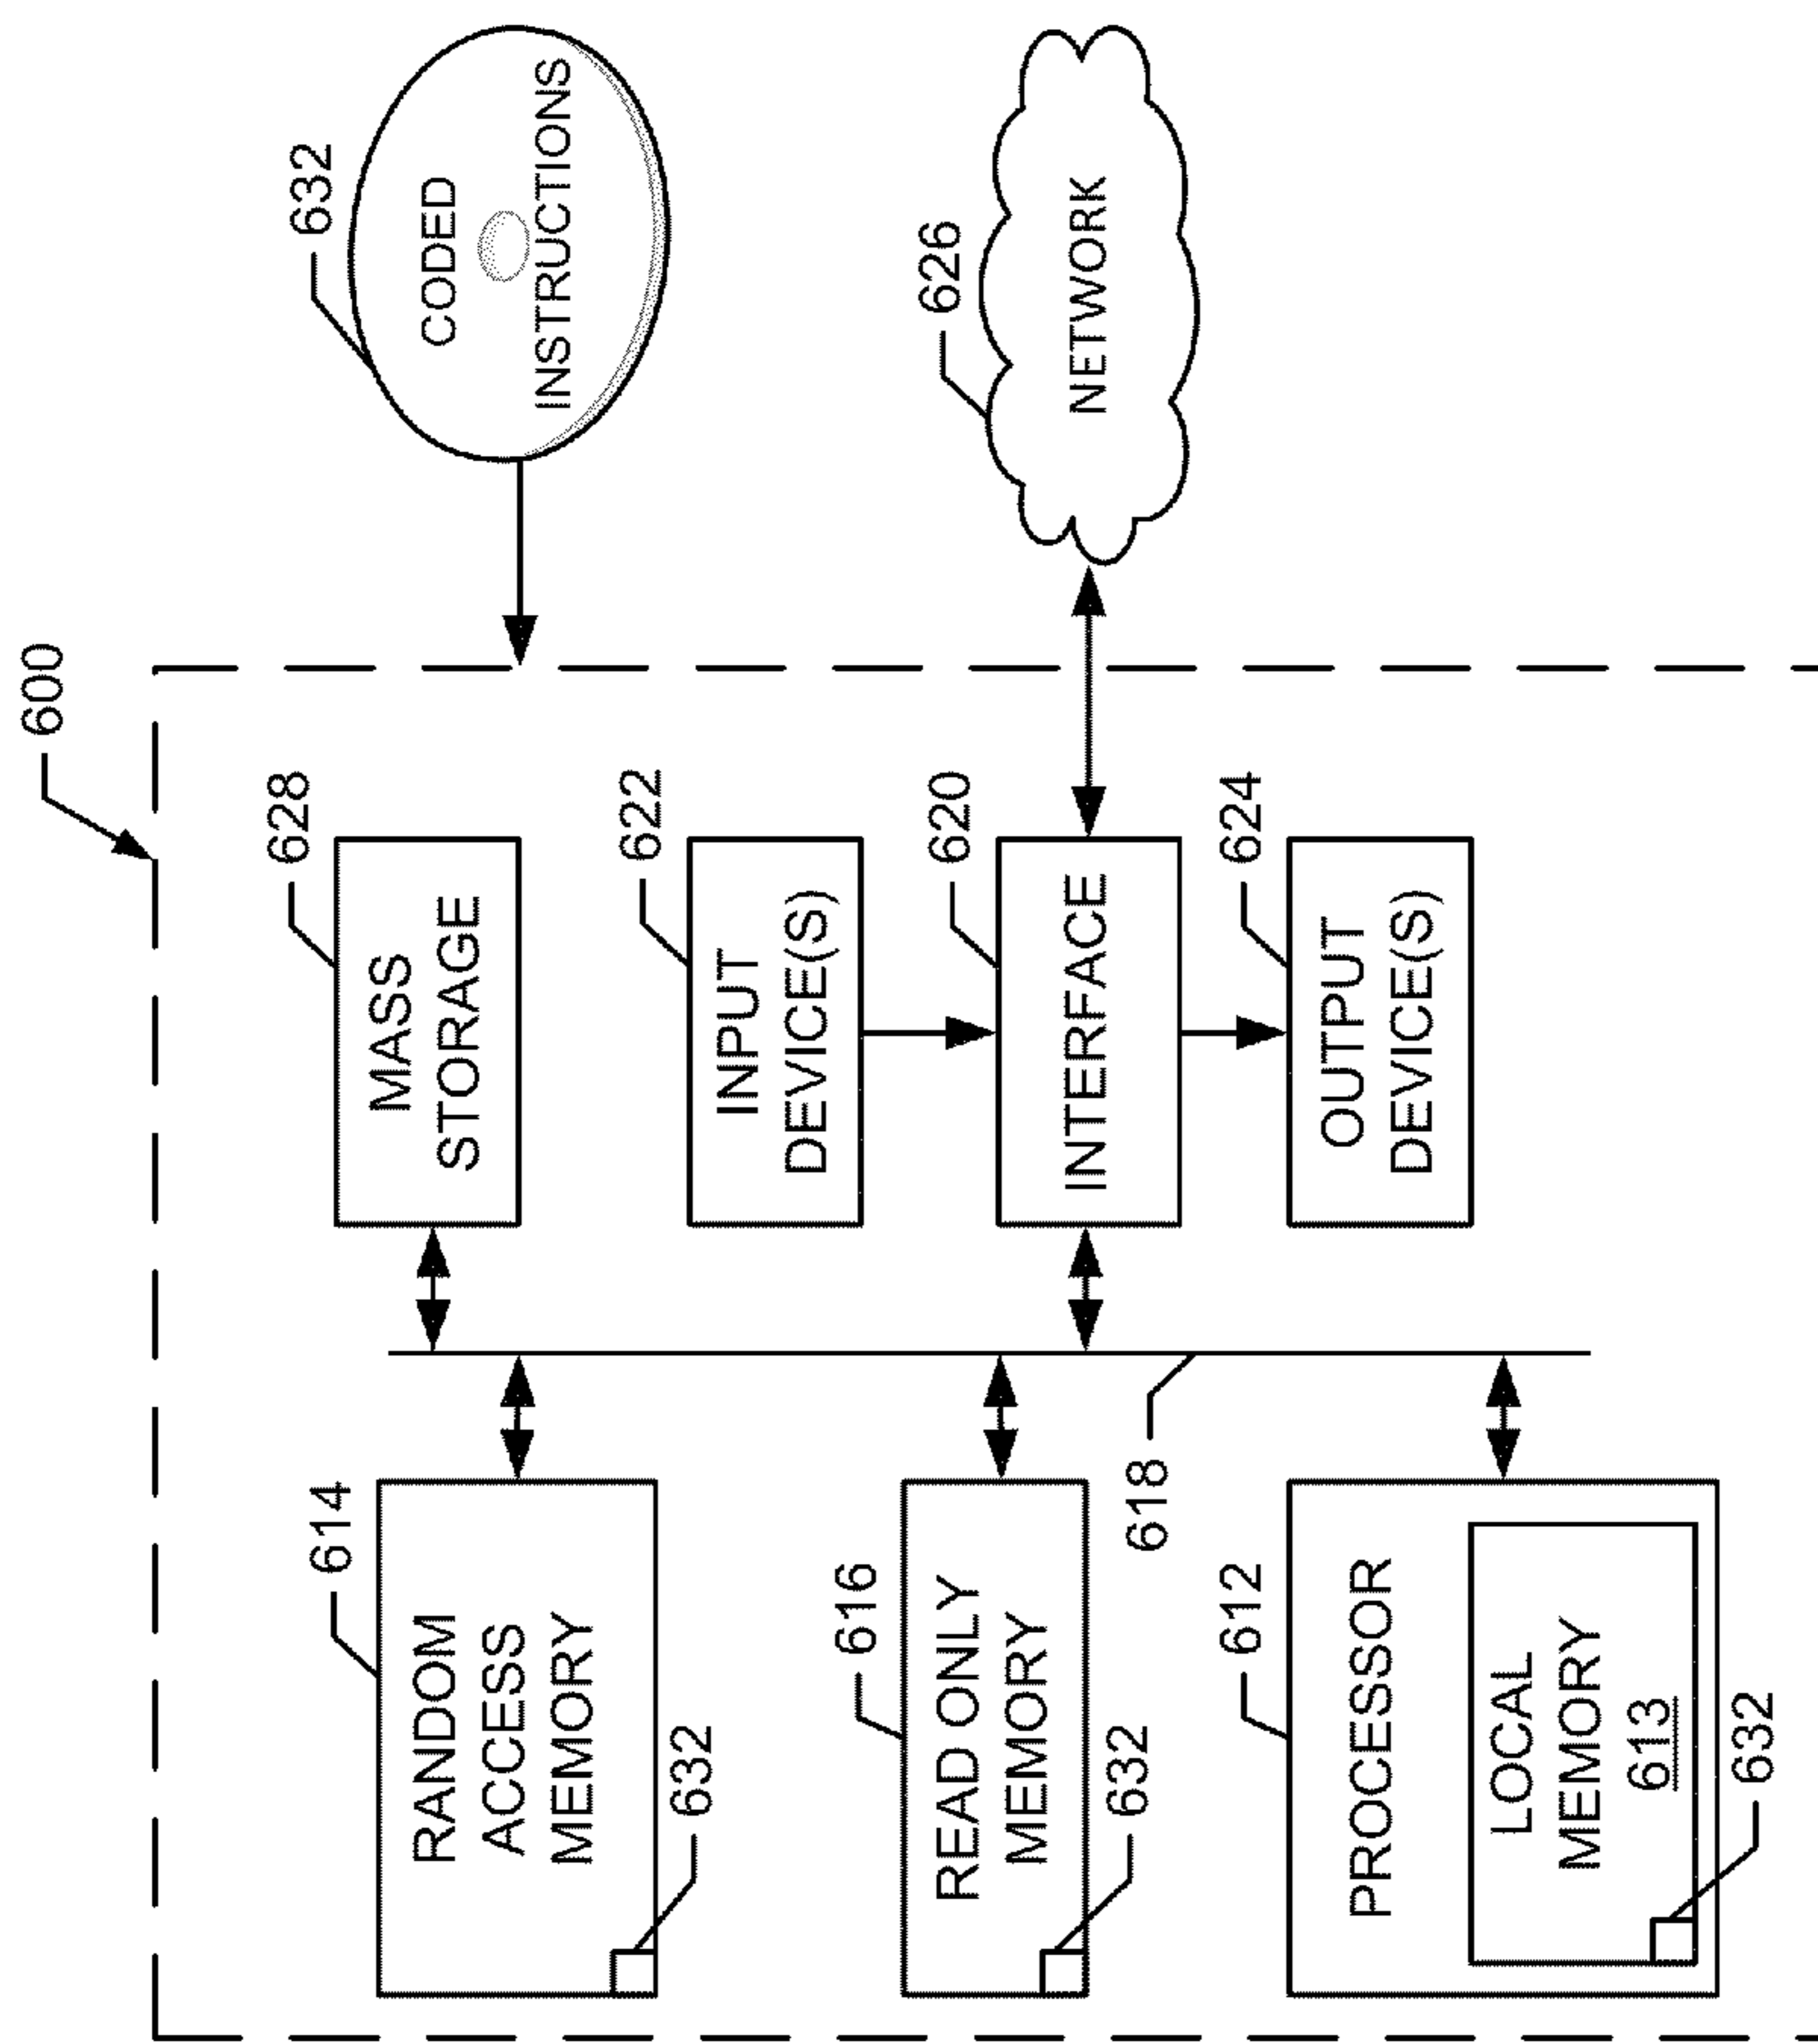 600
614
RANDOM
ACCESS
MEMORY
632
628
MASS
STORAGE
632
CODED
INSTRUCTIONS
622
INPUT
DEVICE(S)
616
READ ONLY
MEMORY
632
620
INTERFACE
626
NETWORK
618
612
PROCESSOR
LOCAL
MEMORY
613
632
624
OUTPUT
DEVICE(S)